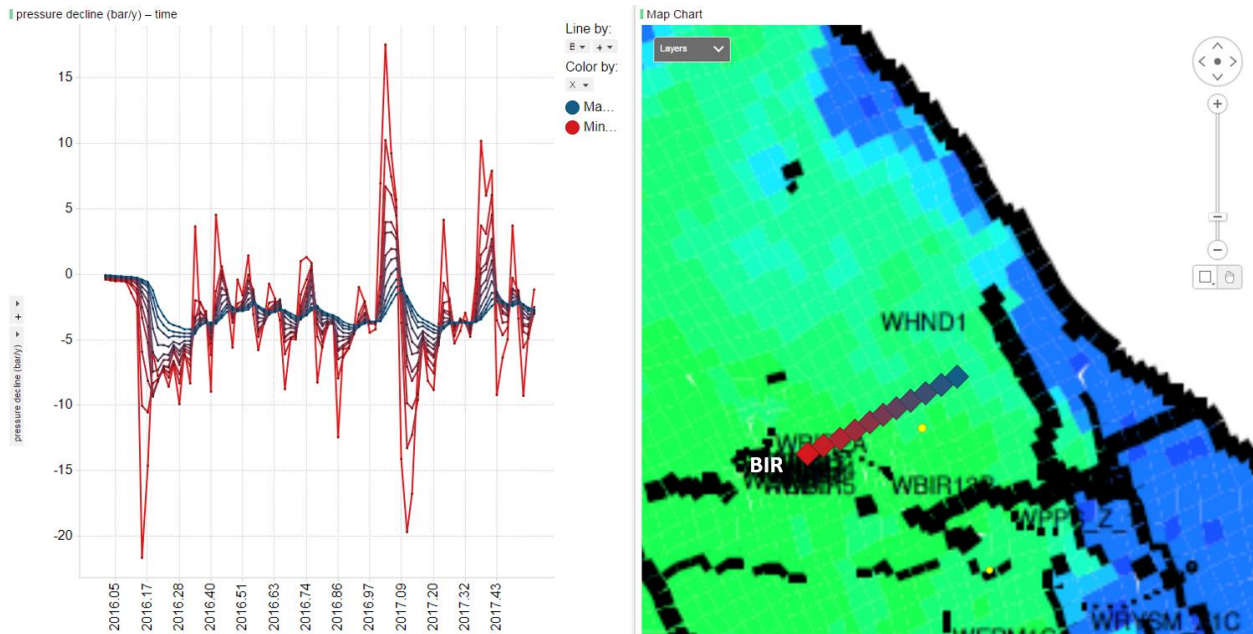 pressure decline (bar/y) – time
Line by:
B
+
Color by:
X
Ma...
Min...
15
10
5
0
-5
-10
-15
-20
pressure decline (bar/y)
+
2016.05
2016.17
2016.28
2016.40
2016.51
2016.63
2016.74
2016.86
2016.97
2017.09
2017.20
2017.32
2017.43
Map Chart
Layers
WHND1
BIR